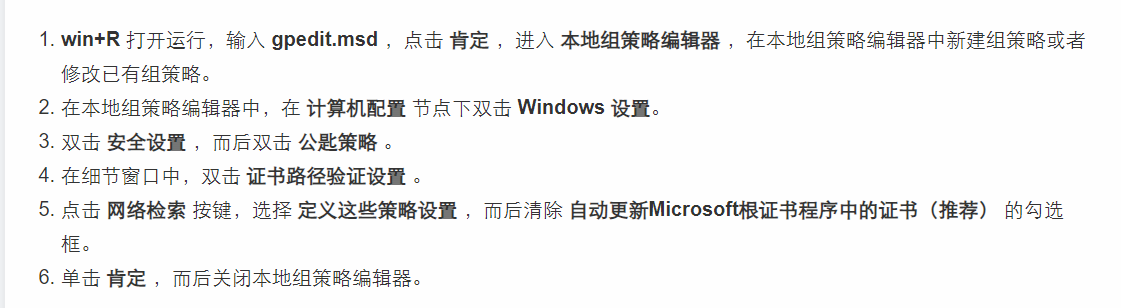 1. win+R 打开运行，输入 gpedit.msd ，点击 肯定 ，进入 本地组策略编辑器 ，在本地组策略编辑器中新建组策略或者
修改已有组策略。
2. 在本地组策略编辑器中，在 计算机配置 节点下双击 Windows 设置。
3. 双击 安全设置 ，而后双击 公匙策略 。
4. 在细节窗口中，双击 证书路径验证设置 。
5. 点击 网络检索 按键，选择 定义这些策略设置 ，而后清除 自动更新Microsoft根证书程序中的证书（推荐） 的勾选
框。
6. 单击 肯定 ，而后关闭本地组策略编辑器。